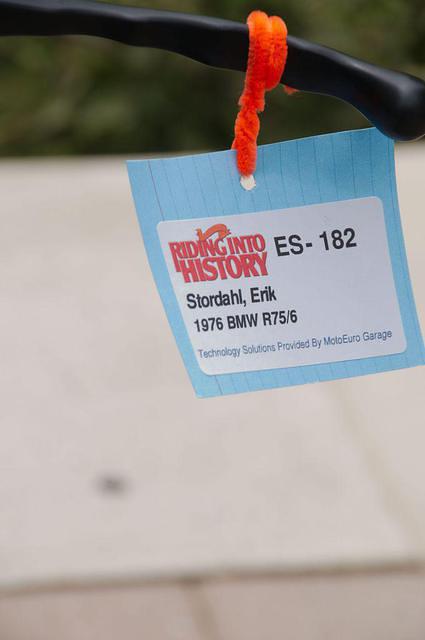 RIDING INTO
HISTORY
ES-182
Stordahl, Erik
1976 BMW R75/6
Technology Solutions Provided By MotoEuro Garage